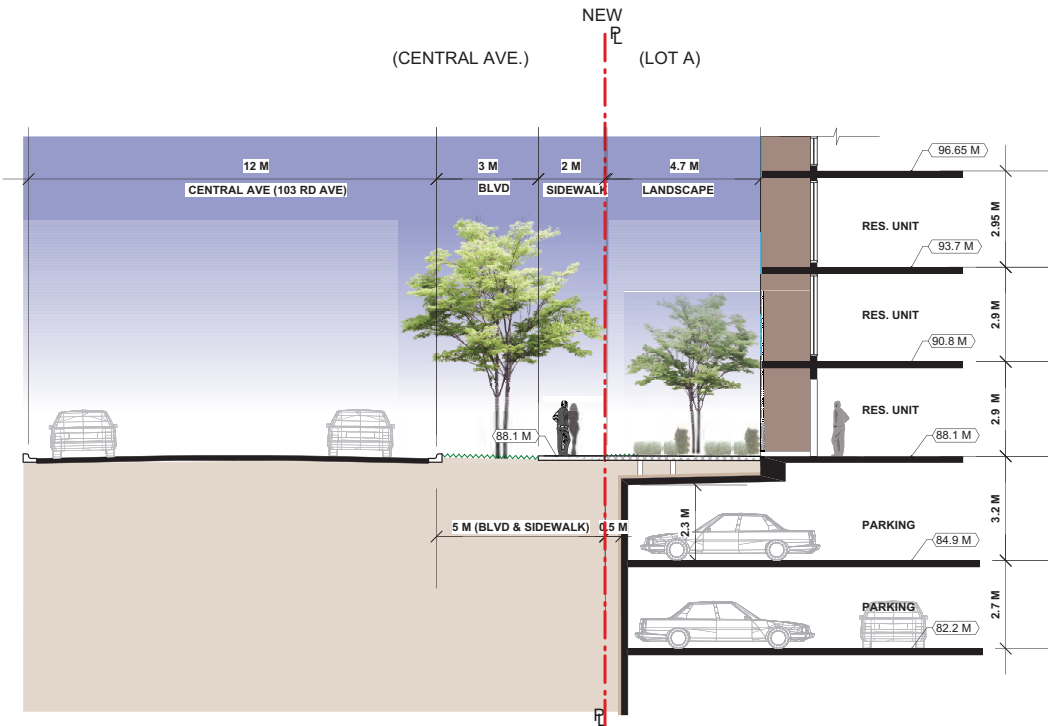 NEW
PL
(CENTRAL AVE.)
(LOT A)
12 M
3 M
2 M
4.7 M
CENTRAL AVE (103 RD AVE)
BLVD
SIDEWALK
LANDSCAPE
96.65 M
RES. UNIT
2.95 M
93.7 M
RES. UNIT
2.9 M
90.8 M
RES. UNIT
2.9 M
88.1 M
88.1 M
5 M (BLVD & SIDEWALK)
0.5 M
2.3 M
PARKING
3.2 M
84.9 M
PARKING
2.7 M
82.2 M
PL